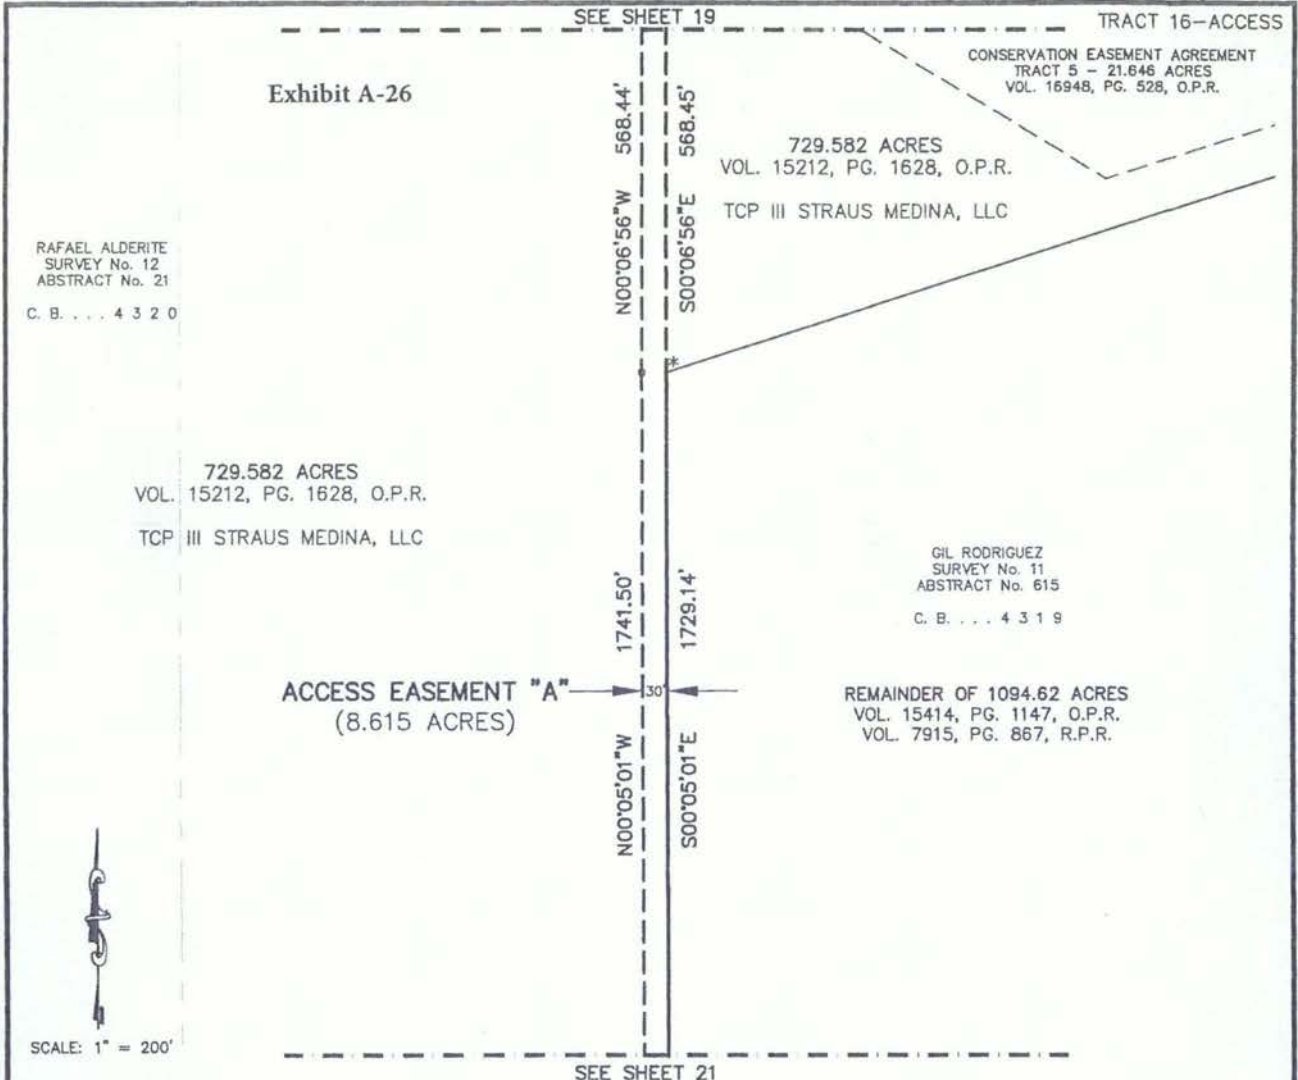 SEE SHEET 19
TRACT 16-ACCESS
CONSERVATION EASEMENT AGREEMENT
TRACT 5 - 21.646 ACRES
VOL. 16948, PG. 528, O.P.R.
Exhibit A-26
N00°06'56"W 568.44'
S00°06'56"E 568.45'
729.582 ACRES
VOL. 15212, PG. 1628, O.P.R.
TCP III STRAUS MEDINA, LLC
RAFAEL ALDERITE
SURVEY No. 12
ABSTRACT No. 21
C. B. . . . 4 3 2 0
*
729.582 ACRES
VOL. 15212, PG. 1628, O.P.R.
TCP III STRAUS MEDINA, LLC
N00°05'01"W 1741.50'
S00°05'01"E 1729.14'
GIL RODRIGUEZ
SURVEY No. 11
ABSTRACT No. 615
C. B. . . . 4 3 1 9
ACCESS EASEMENT "A"
(8.615 ACRES)
30'
REMAINDER OF 1094.62 ACRES
VOL. 15414, PG. 1147, O.P.R.
VOL. 7915, PG. 867, R.P.R.
SCALE: 1" = 200'
SEE SHEET 21